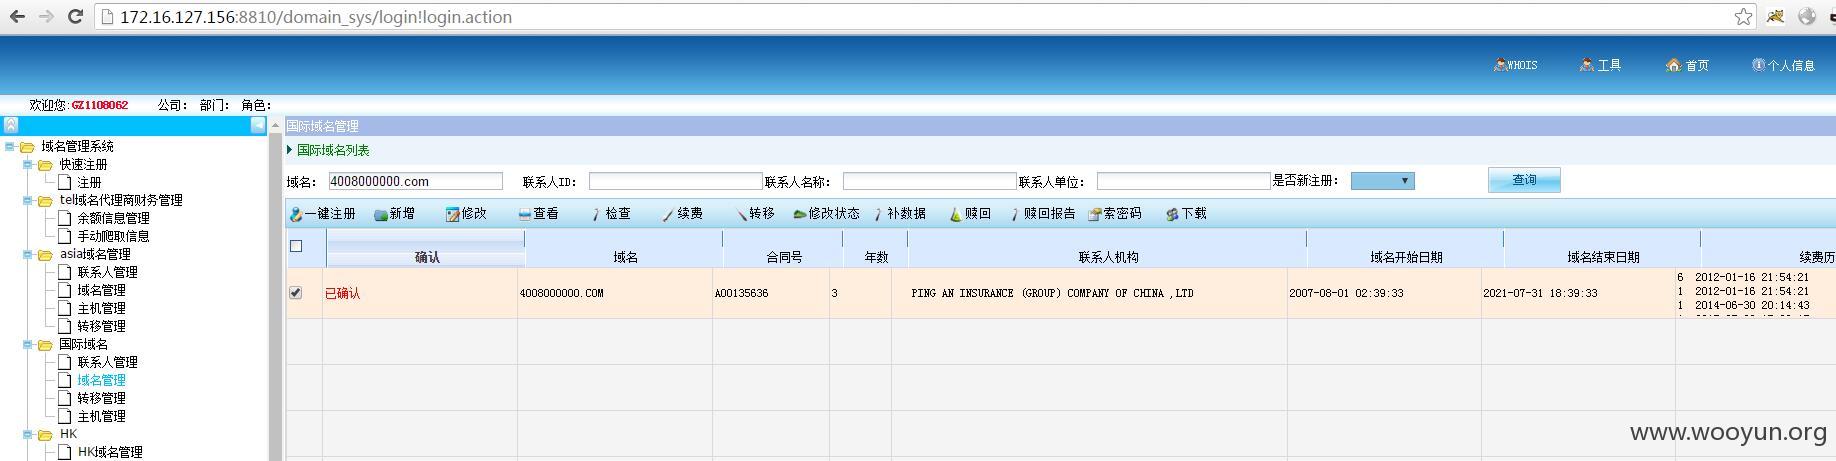 172.16.127.156:8810/domain_sys/login!login.action
WHOIS 工具 首页 个人信息
欢迎您:GZ1108062 公司： 部门： 角色：
国际域名管理
域名管理系统
国际域名列表
快速注册
注册
域名： 4008000000.com 联系人ID： 联系人名称： 联系人单位： 是否新注册： 查询
tel域名代理商财务管理
余额信息管理
一键注册 新增 修改 查看 检查 续费 转移 修改状态 补数据 赎回 赎回报告 索密码 下载
手动爬取信息
asia域名管理
确认 域名 合同号 年数 联系人机构 域名开始日期 域名结束日期 续费历
联系人管理
域名管理
主机管理
转移管理
已确认 4008000000.COM A00135636 3 PING AN INSURANCE (GROUP) COMPANY OF CHINA ,LTD 2007-08-01 02:39:33 2021-07-31 18:39:33
6 2012-01-16 21:54:21
1 2012-01-16 21:54:21
1 2014-06-30 20:14:43
国际域名
联系人管理
域名管理
转移管理
主机管理
HK
HK域名管理
www.wooyun.org